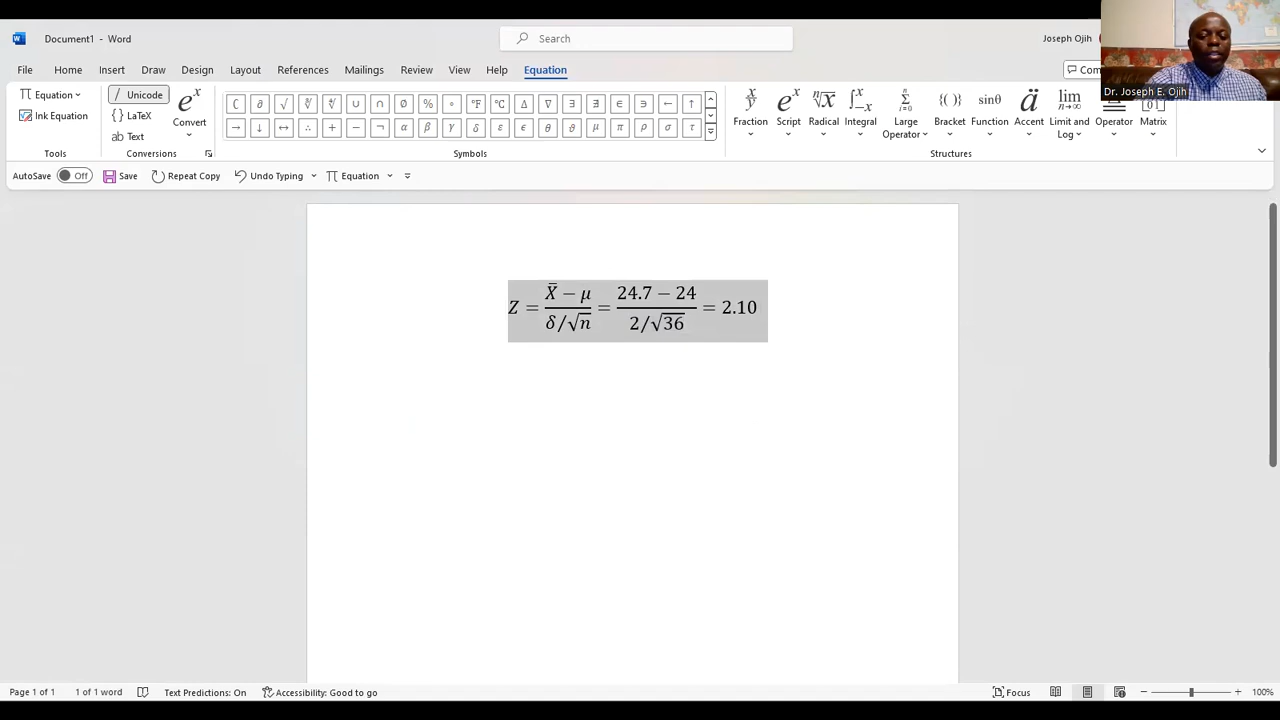 Document1 - Word
Search
Joseph Ojih
File Home Insert Draw Design Layout References Mailings Review View Help Equation
Equation
Ink Equation
Tools
Unicode
LaTeX
Text
Convert
Conversions
( ∂ √ ∛ ∜ ∪ ∩ ∅ % ° °F °C ∆ ∇ ∃ ∄ ∈ ∋ ← ↑
→ ↓ ↔ ∴ + − ¬ α β γ δ ε ϵ θ ϑ μ π ρ σ τ
Symbols
Fraction
Script
Radical
Integral
Large Operator
Bracket
Function
Accent
Limit and Log
Operator
Matrix
Structures
Dr. Joseph E. Ojih
AutoSave Off Save Repeat Copy Undo Typing Equation
Z = (X̄ − μ)/(δ/√n) = (24.7 − 24)/(2/√36) = 2.10
Page 1 of 1 1 of 1 word Text Predictions: On Accessibility: Good to go Focus 100%